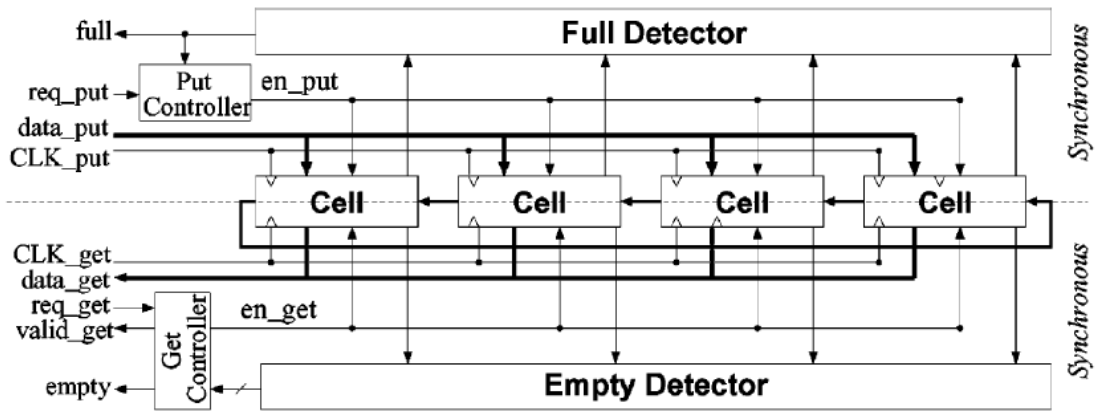 full
Full Detector
Synchronous
Put
Controller
en_put
req_put
data_put
CLK_put
Cell
Cell
Cell
Cell
CLK_get
data_get
req_get
valid_get
en_get
Get
Controller
empty
Empty Detector
Synchronous